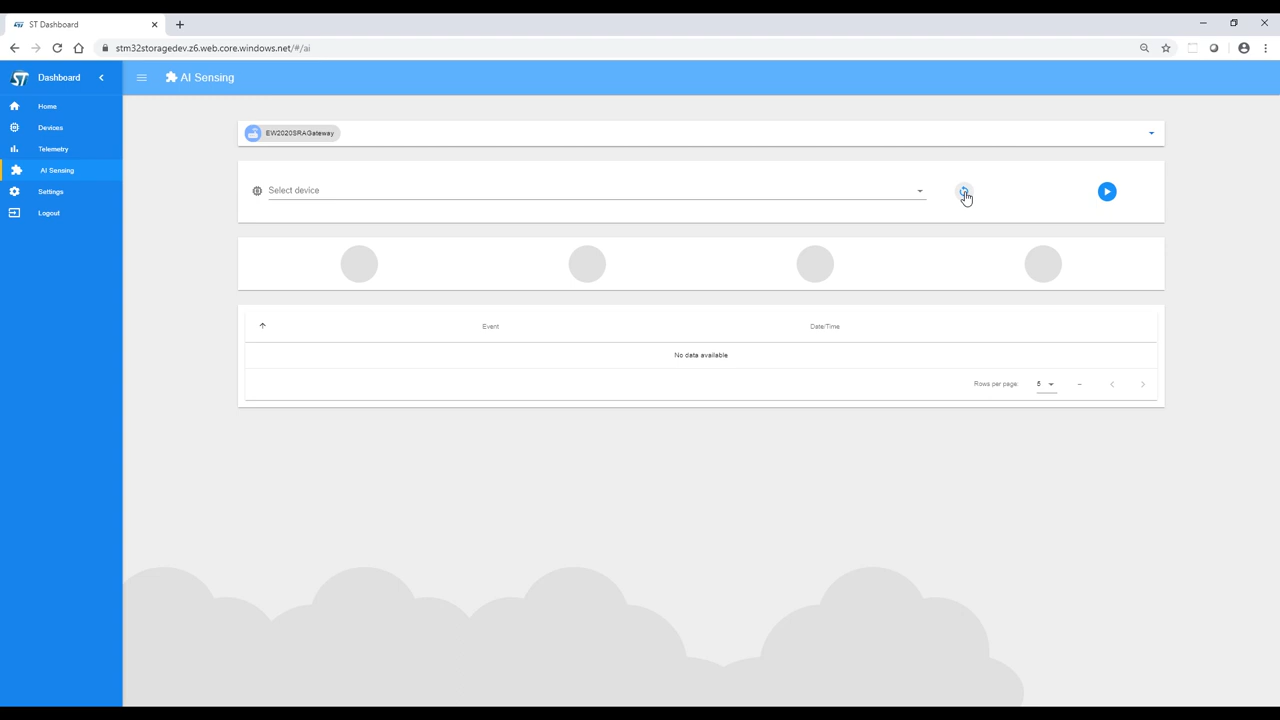 ST Dashboard
stm32storagedev.z6.web.core.windows.net/#/ai
ST Dashboard
AI Sensing
Home
Devices
Telemetry
AI Sensing
Settings
Logout
EW2020SRAGateway
Select device
Event Date/Time
No data available
Rows per page: 5 –